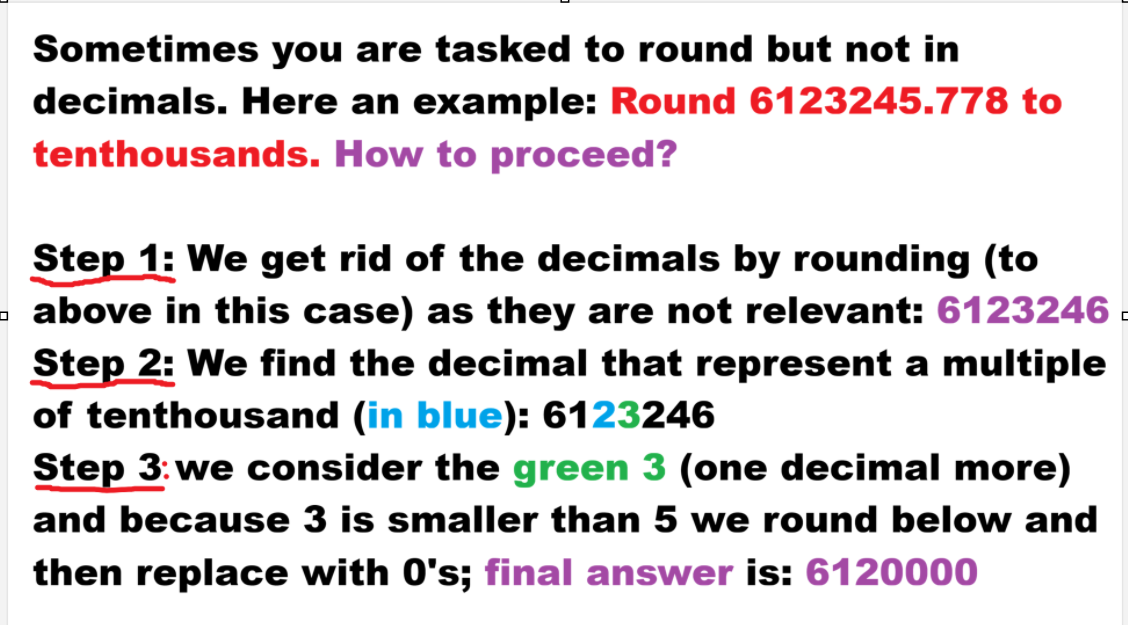 Sometimes you are tasked to round but not in
decimals. Here an example: Round 6123245.778 to
tenthousands. How to proceed?
Step 1: We get rid of the decimals by rounding (to
above in this case) as they are not relevant: 6123246
Step 2: We find the decimal that represent a multiple
of tenthousand (in blue): 6123246
Step 3: we consider the green 3 (one decimal more)
and because 3 is smaller than 5 we round below and
then replace with 0's; final answer is: 6120000